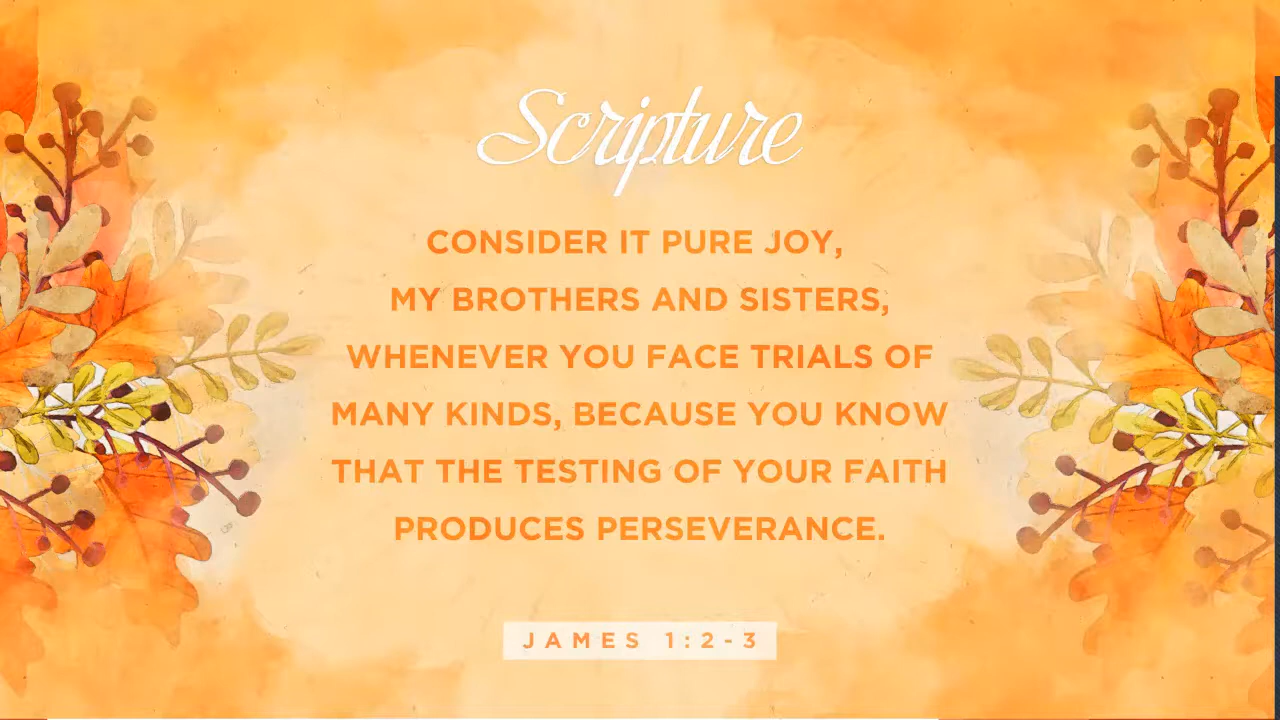 Scripture
CONSIDER IT PURE JOY,
MY BROTHERS AND SISTERS,
WHENEVER YOU FACE TRIALS OF
MANY KINDS, BECAUSE YOU KNOW
THAT THE TESTING OF YOUR FAITH
PRODUCES PERSEVERANCE.
JAMES 1:2-3